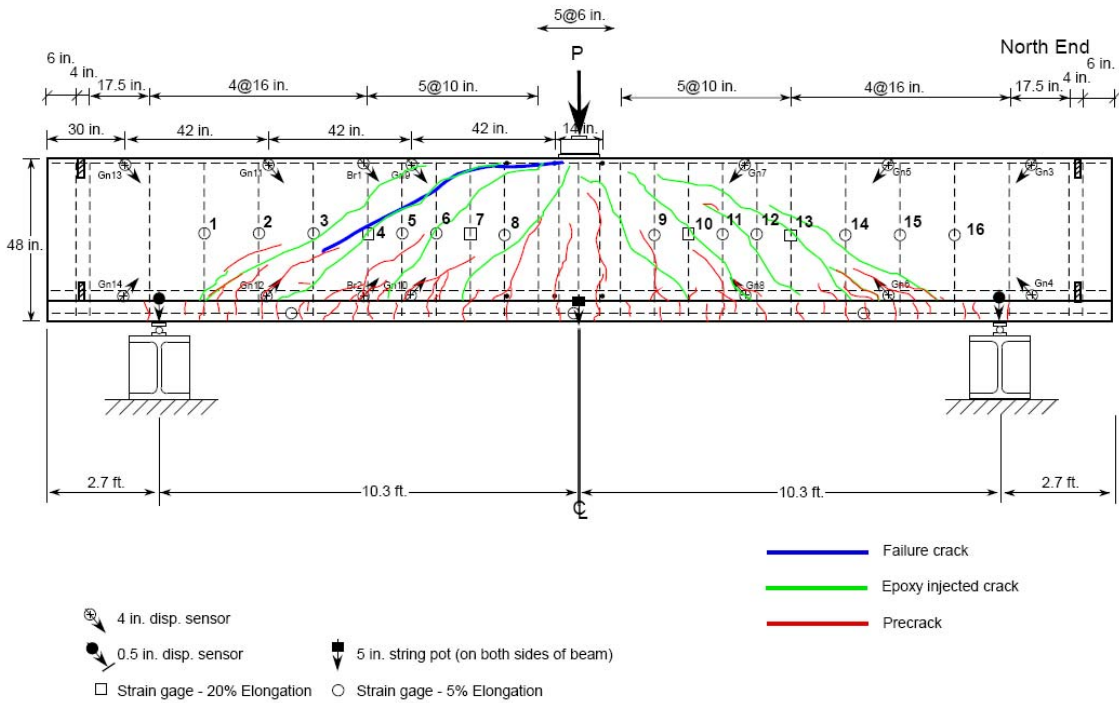 5@6 in.
P
North End
6 in.
4 in.
17.5 in.
4@16 in.
5@10 in.
5@10 in.
4@16 in.
17.5 in.
4 in.
6 in.
30 in.
42 in.
42 in.
42 in.
14 in.
Gn13
Gn11
Br1
Gn9
Gn7
Gn5
Gn3
48 in.
1
2
3
4
5
6
7
8
9
10
11
12
13
14
15
16
Gn14
Gn12
Br2
Gn10
Gn8
Gn6
Gn4
2.7 ft.
10.3 ft.
10.3 ft.
2.7 ft.
CL
Failure crack
Epoxy injected crack
Precrack
4 in. disp. sensor
0.5 in. disp. sensor
5 in. string pot (on both sides of beam)
Strain gage - 20% Elongation
Strain gage - 5% Elongation